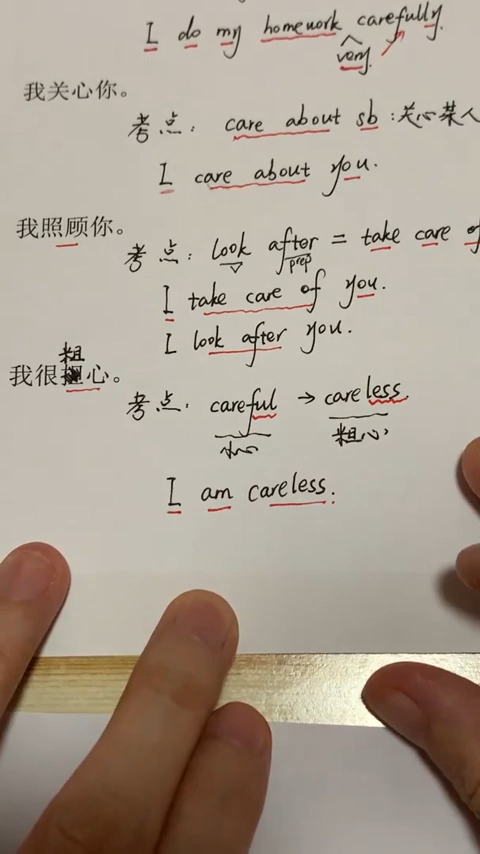 I do my homework carefully.
very
我关心你。
考点: care about sb:关心某人
I care about you.
我照顾你。
考点: look after = take care of
v prep
I take care of you.
I look after you.
粗
我很心。
考点: careful → careless
小心 粗心
I am careless.